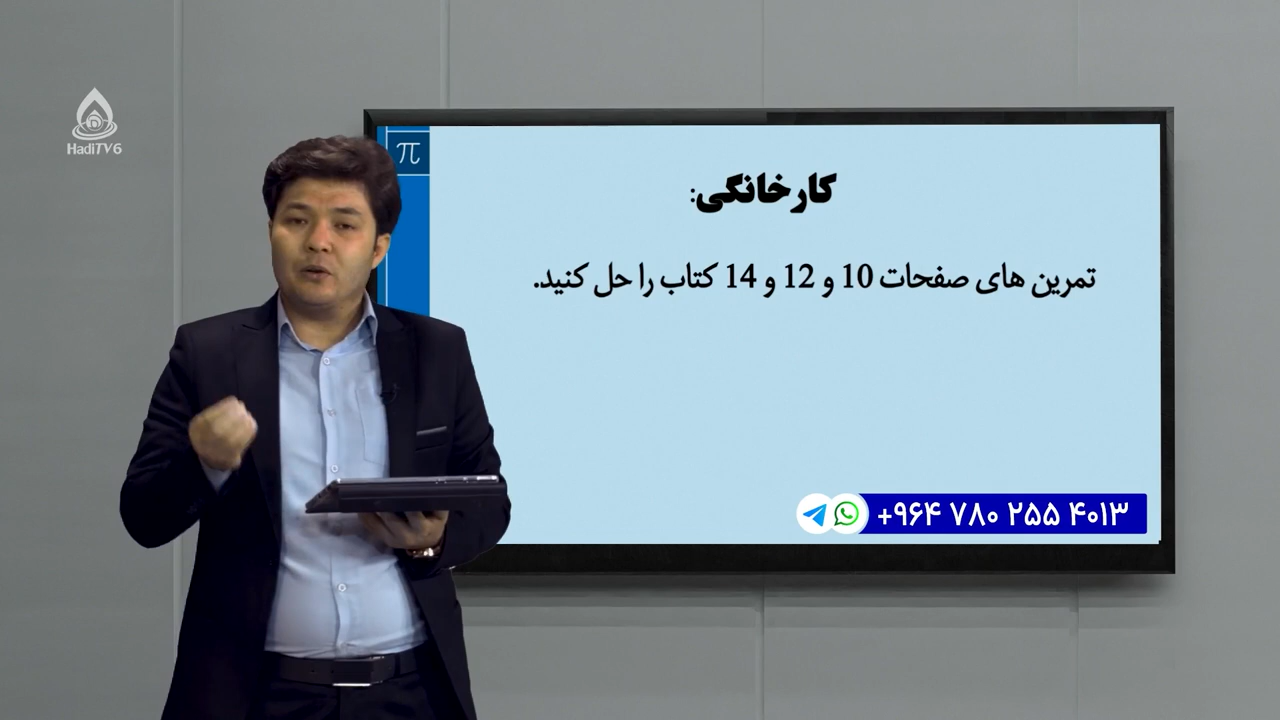 HadiTV6
π
کارخانگی:
تمرین های صفحات 10 و 12 و 14 کتاب را حل کنید.
+۹۶۴ ۷۸۰ ۲۵۵ ۴۰۱۳